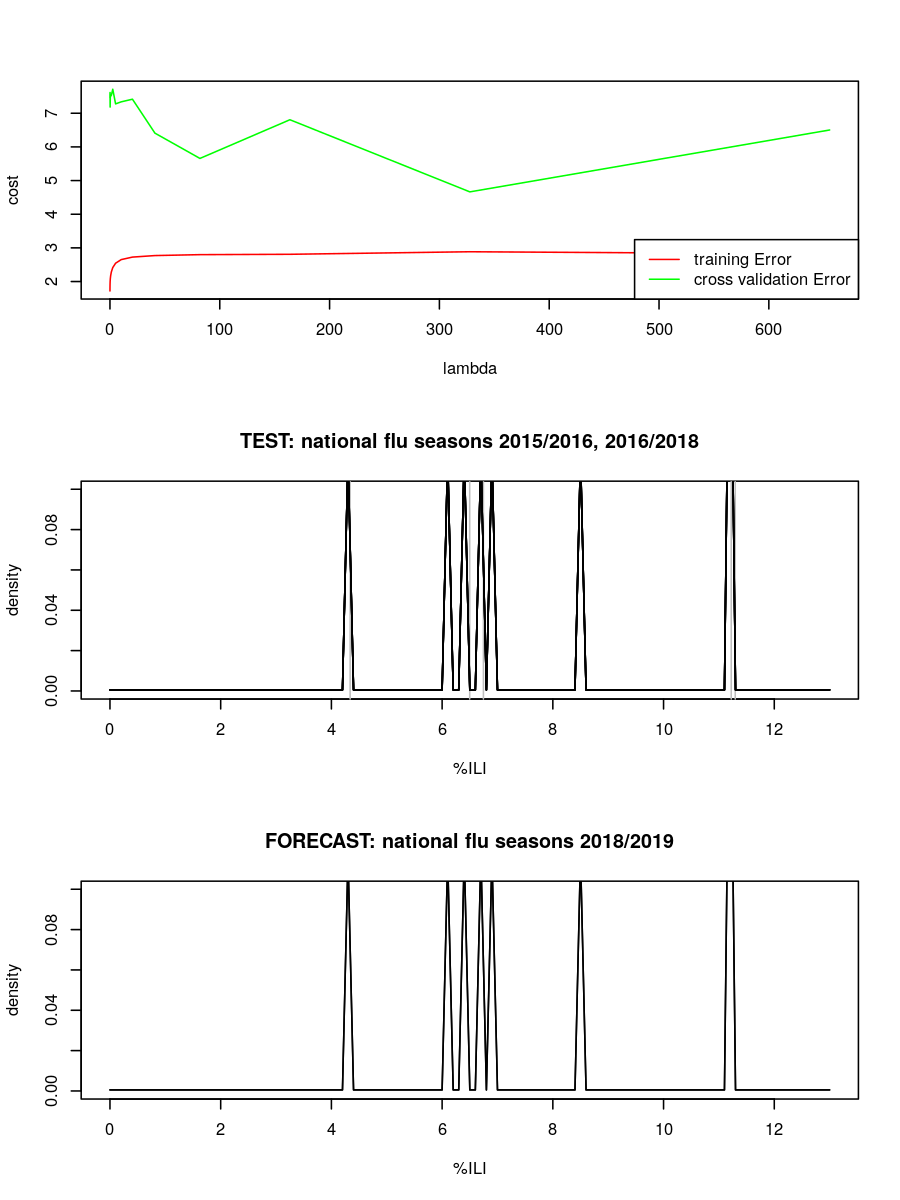 7
6
5
4
3
2
cost
training Error
cross validation Error
0 100 200 300 400 500 600
lambda
TEST: national flu seasons 2015/2016, 2016/2018
0.08
0.04
0.00
density
0 2 4 6 8 10 12
%ILI
FORECAST: national flu seasons 2018/2019
0.08
0.04
0.00
density
0 2 4 6 8 10 12
%ILI